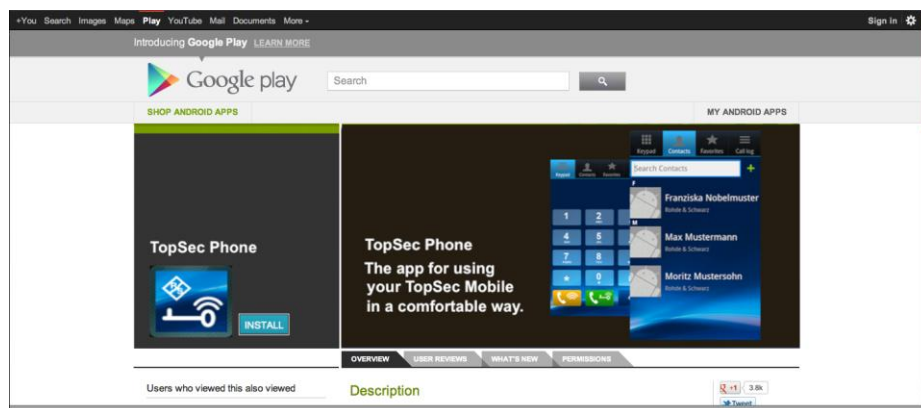 +You Search Images Maps Play YouTube Mail Documents More
Sign in
Introducing Google Play LEARN MORE
Google play
Search
SHOP ANDROID APPS
MY ANDROID APPS
TopSec Phone
INSTALL
TopSec Phone
The app for using
your TopSec Mobile
in a comfortable way.
Keypad Contacts Favorites
1 2
4 5
7 8
* 0
Keypad Contacts Favorites Call log
Search Contacts
F
Franziska Nobelmuster
Rohde & Schwarz
M
Max Mustermann
Rohde & Schwarz
Moritz Mustersohn
Rohde & Schwarz
OVERVIEW USER REVIEWS WHAT'S NEW PERMISSIONS
Users who viewed this also viewed
Description
+1 3.8k
Tweet